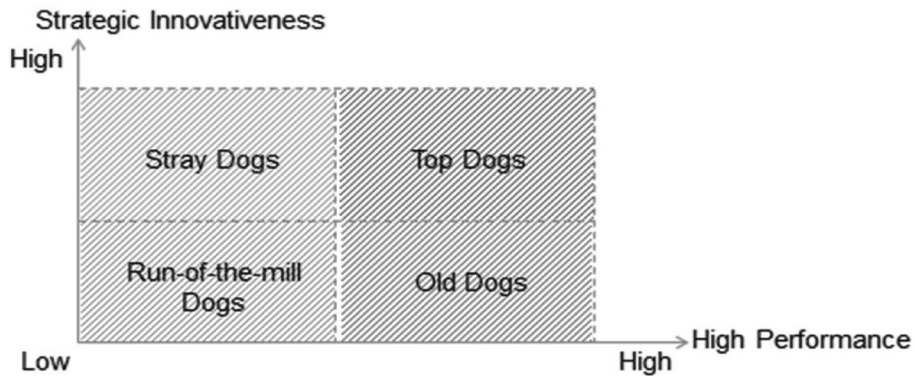 Strategic Innovativeness
High
Stray Dogs
Top Dogs
Run-of-the-mill
Dogs
Old Dogs
High Performance
Low
High